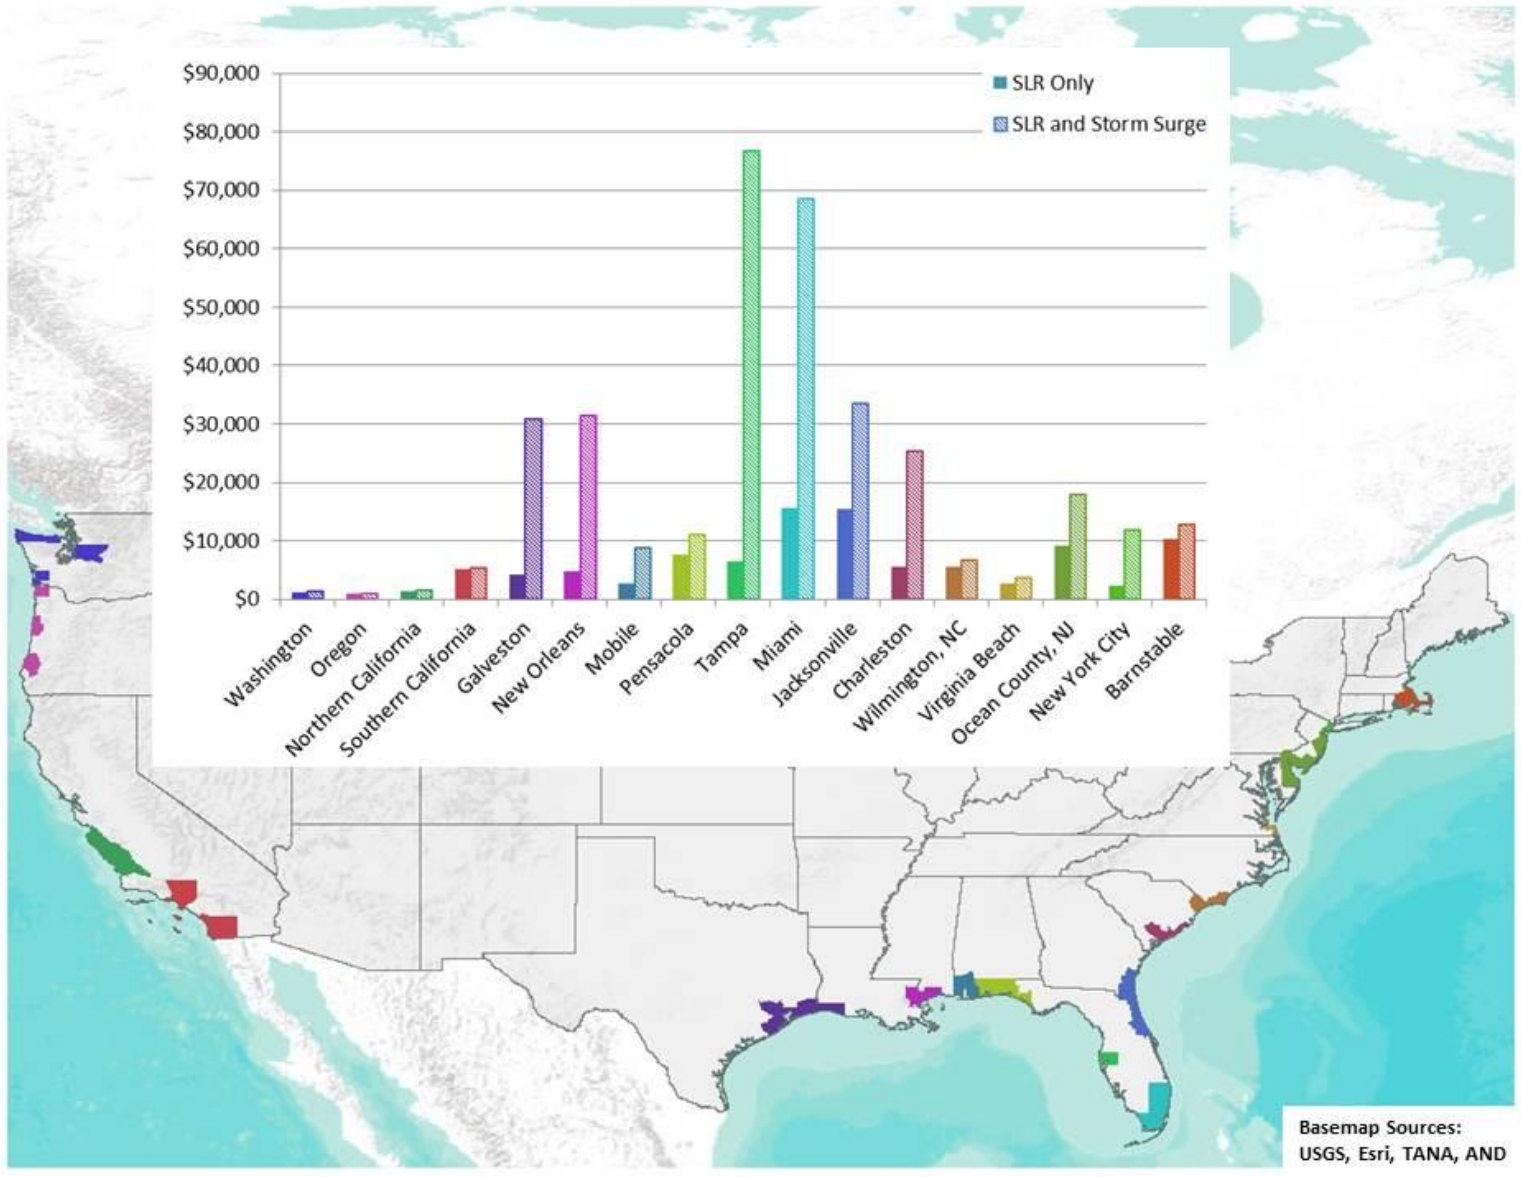 $90,000
$80,000
$70,000
$60,000
$50,000
$40,000
$30,000
$20,000
$10,000
$0
SLR Only
SLR and Storm Surge
Washington
Oregon
Northern California
Southern California
Galveston
New Orleans
Mobile
Pensacola
Tampa
Miami
Jacksonville
Charleston
Wilmington, NC
Virginia Beach
Ocean County, NJ
New York City
Barnstable
Basemap Sources:
USGS, Esri, TANA, AND